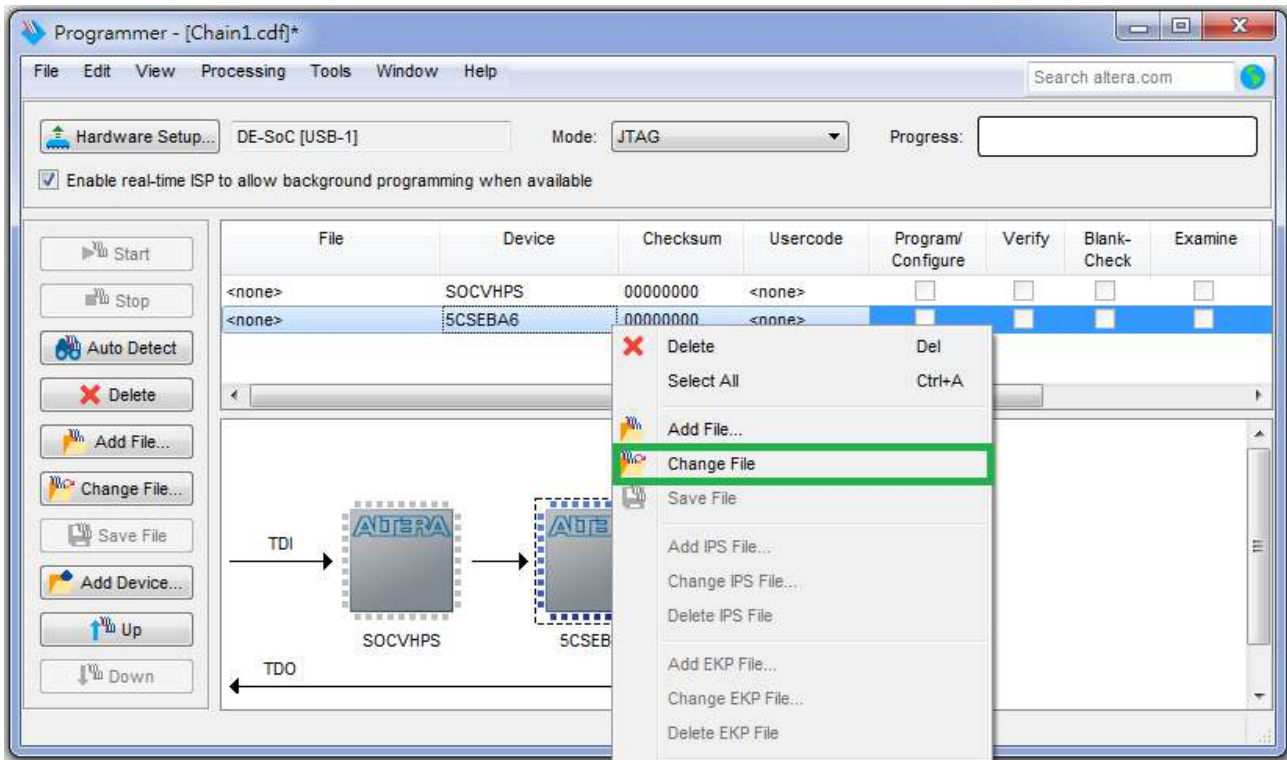 Programmer - [Chain1.cdf]*
File Edit View Processing Tools Window Help
Search altera.com
Hardware Setup... DE-SoC [USB-1] Mode: JTAG Progress:
Enable real-time ISP to allow background programming when available
Start
Stop
Auto Detect
Delete
Add File...
Change File...
Save File
Add Device...
Up
Down
File Device Checksum Usercode Program/ Configure Verify Blank- Check Examine
<none> SOCVHPS 00000000 <none>
<none> 5CSEBA6 00000000 <none>
Delete Del
Select All Ctrl+A
Add File...
Change File
Save File
Add IPS File...
Change IPS File...
Delete IPS File
Add EKP File...
Change EKP File...
Delete EKP File
TDI
ALTERA
SOCVHPS
ALTE
5CSEB
TDO